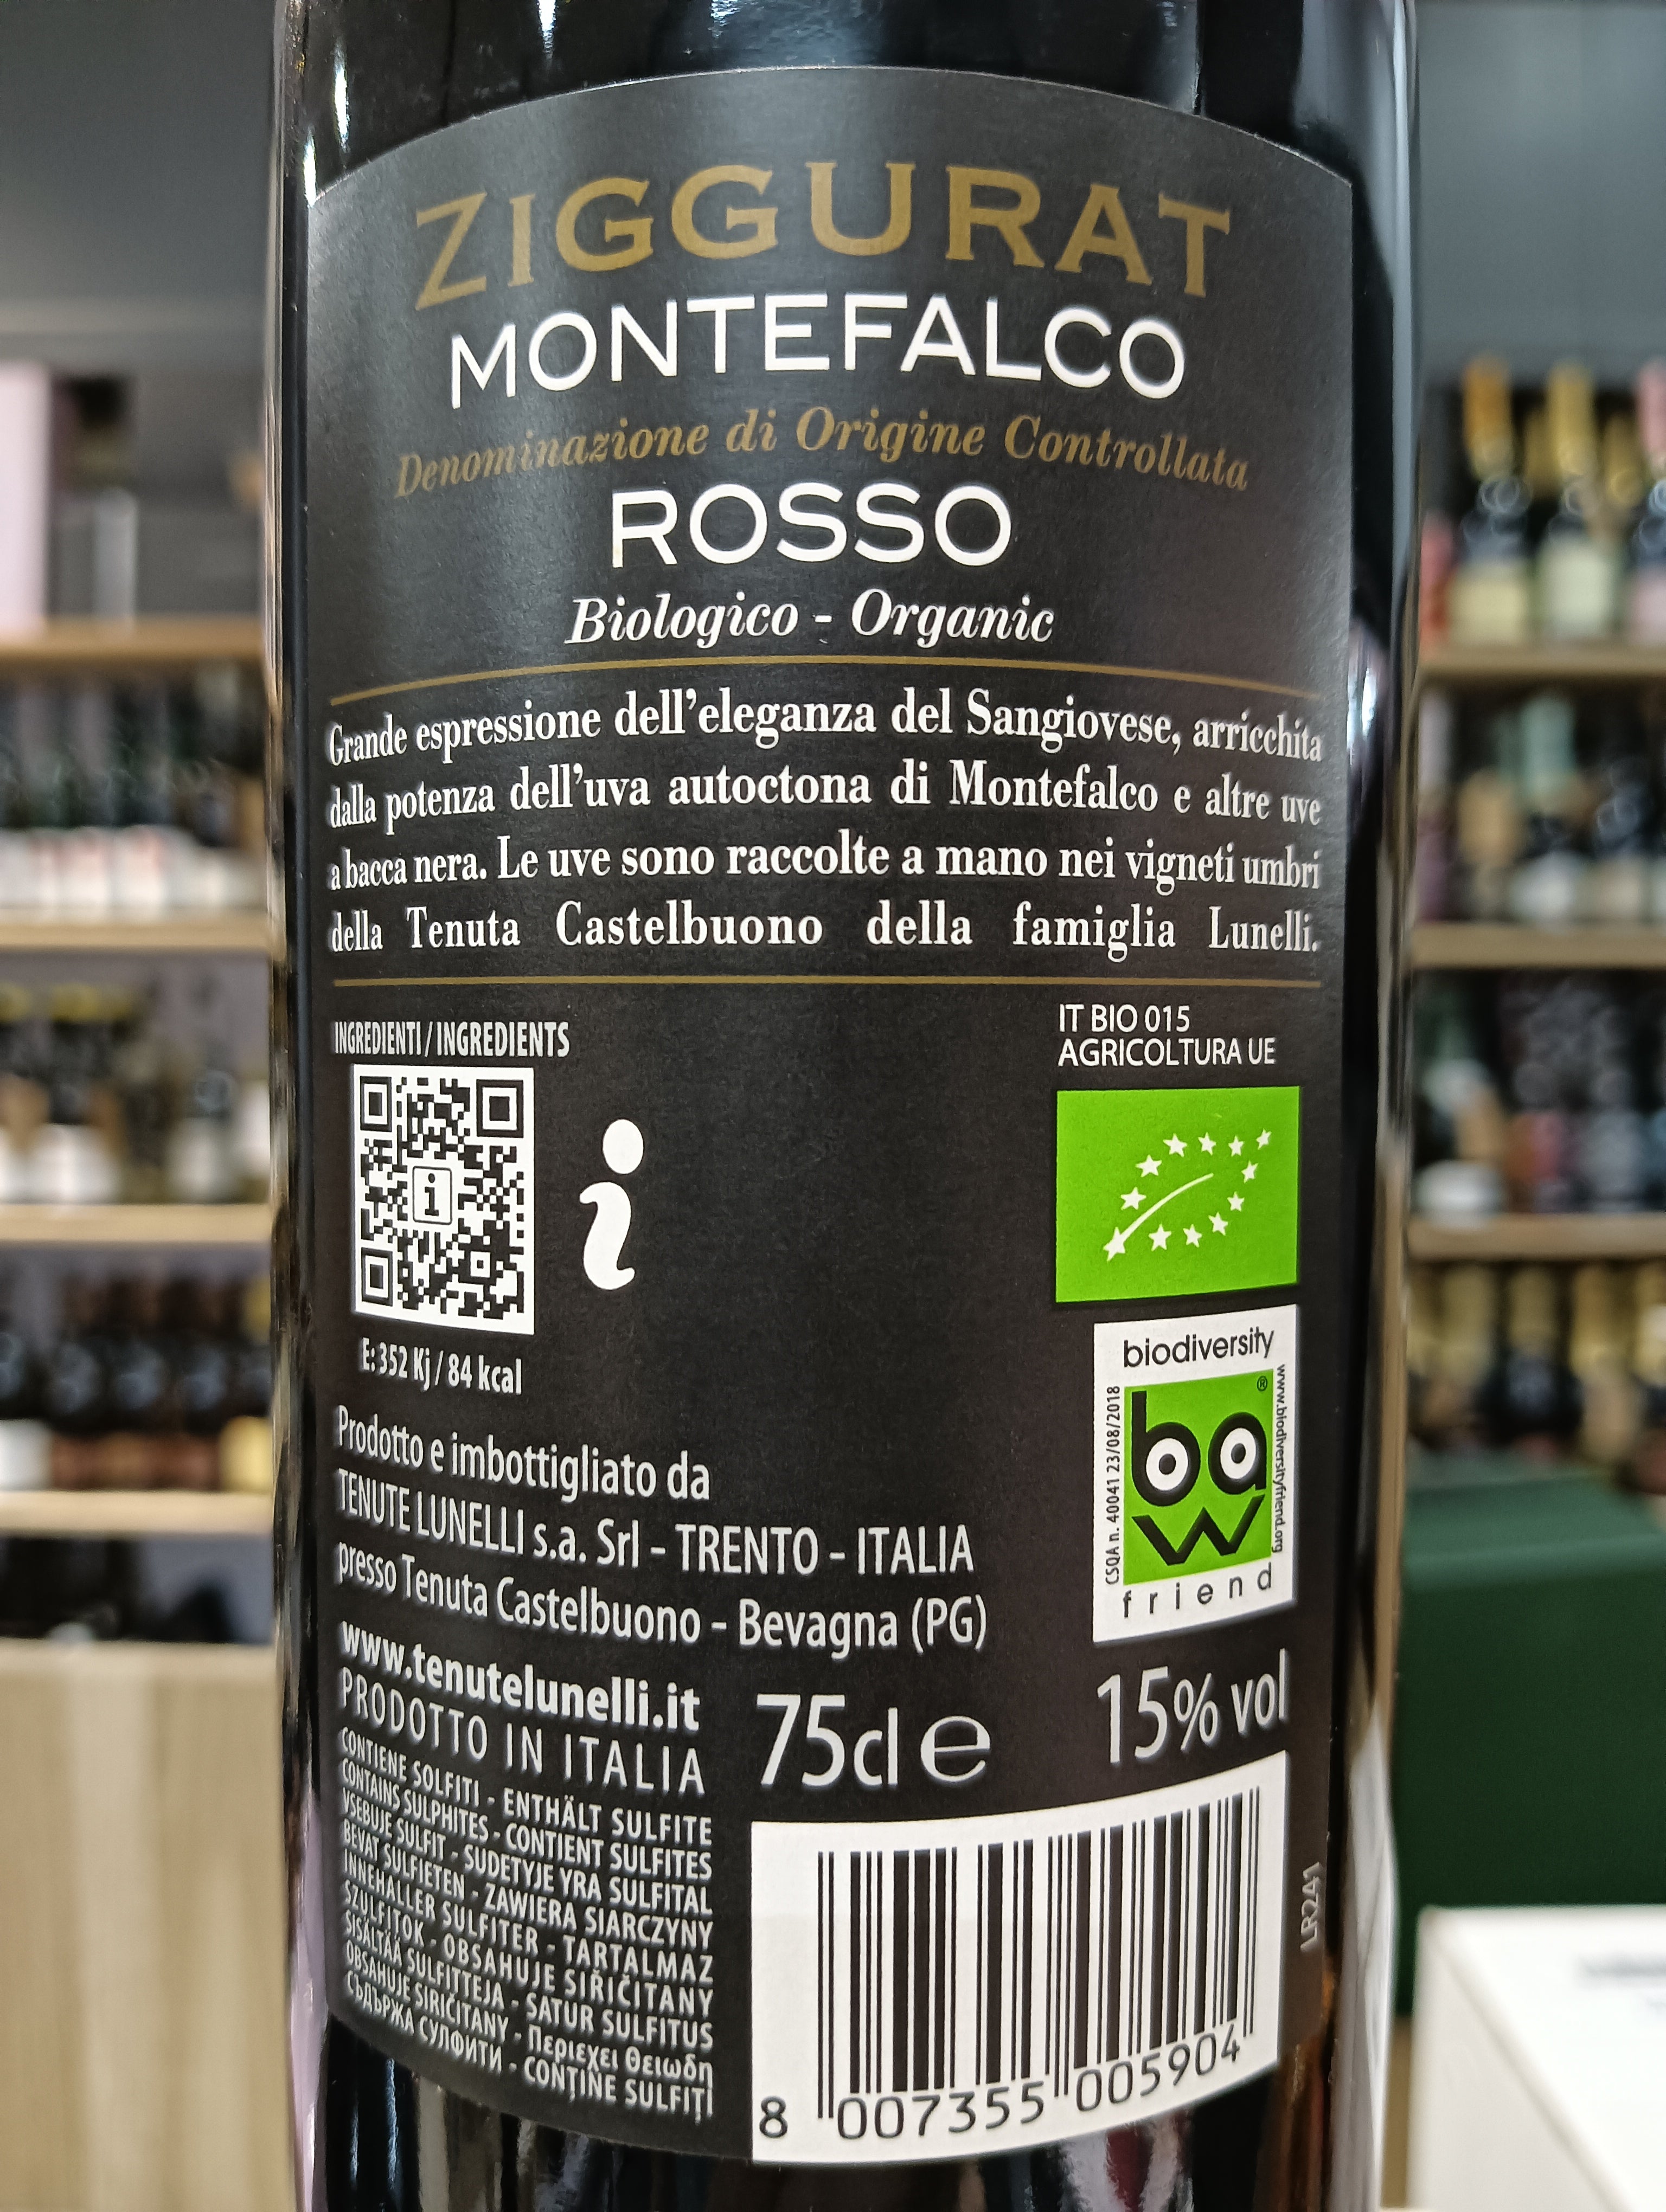 ZIGGURAT
MONTEFALCO
Denominazione di Origine Controllata
ROSSO
Biologico - Organic
Grande espressione dell'eleganza del Sangiovese, arricchita
dalla potenza dell'uva autoctona di Montefalco e altre uve
a bacca nera. Le uve sono raccolte a mano nei vigneti umbri
della Tenuta Castelbuono della famiglia Lunelli.
INGREDIENTI / INGREDIENTS
i
i
E: 352 Kj / 84 kcal
IT BIO 015
AGRICOLTURA UE
biodiversity
CSQA n. 40041 23/08/2018
ba®
w
www.biodiversityfriend.org
friend
Prodotto e imbottigliato da
TENUTE LUNELLI s.a. Srl - TRENTO - ITALIA
presso Tenuta Castelbuono - Bevagna (PG)
www.tenutelunelli.it
PRODOTTO IN ITALIA
75cl e
15% vol
CONTIENE SOLFITI - ENTHÄLT SULFITE
CONTAINS SULPHITES - CONTIENT SULFITES
VSEBUJE SULFIT - SUDETYJE YRA SULFITAL
BEVAT SULFIETEN - ZAWIERA SIARCZYNY
INNEHALLER SULFITER - TARTALMAZ
SZULFITOK - OBSAHUJE SIŘIČITANY
SISÄLTÄÄ SULFITTEJA - SATUR SULFITUS
OBSAHUJE SIRIČITANY - Περιεχει Θειωδη
СЪДЪРЖА СУЛФИТИ - CONȚINE SULFIȚI
LR241
8 007355 005904